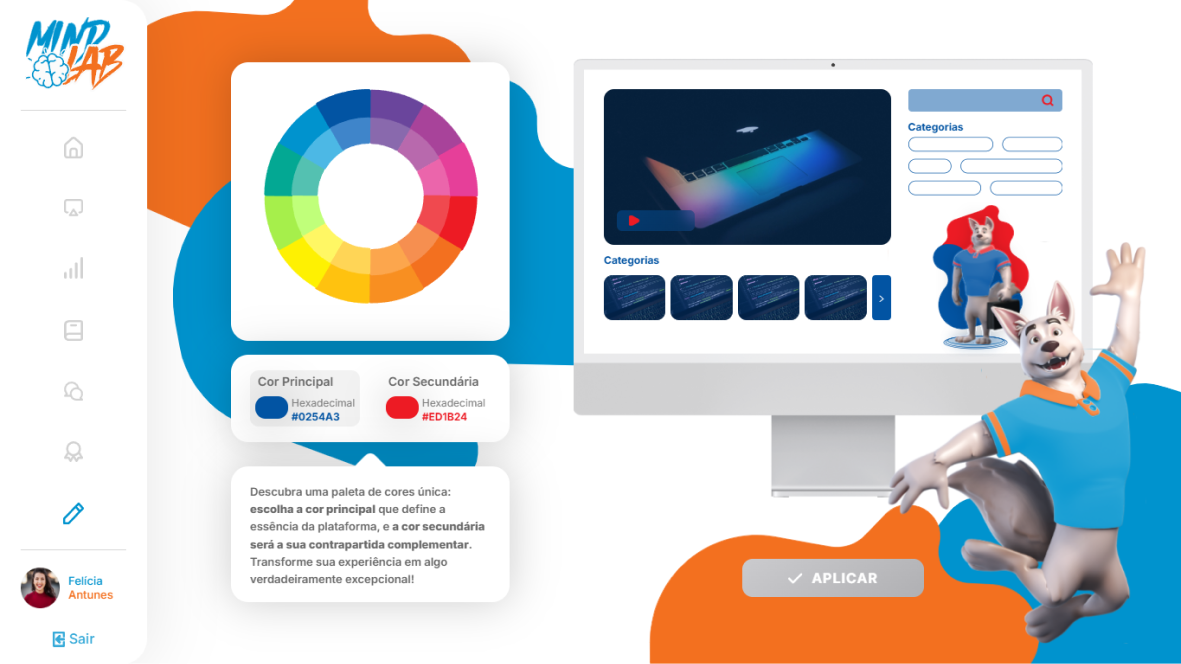 MIND
LAB
Felícia
Antunes
Sair
Cor Principal
Hexadecimal
#0254A3
Cor Secundária
Hexadecimal
#ED1B24
Descubra uma paleta de cores única:
escolha a cor principal que define a
essência da plataforma, e a cor secundária
será a sua contrapartida complementar.
Transforme sua experiência em algo
verdadeiramente excepcional!
Categorias
Categorias
APLICAR